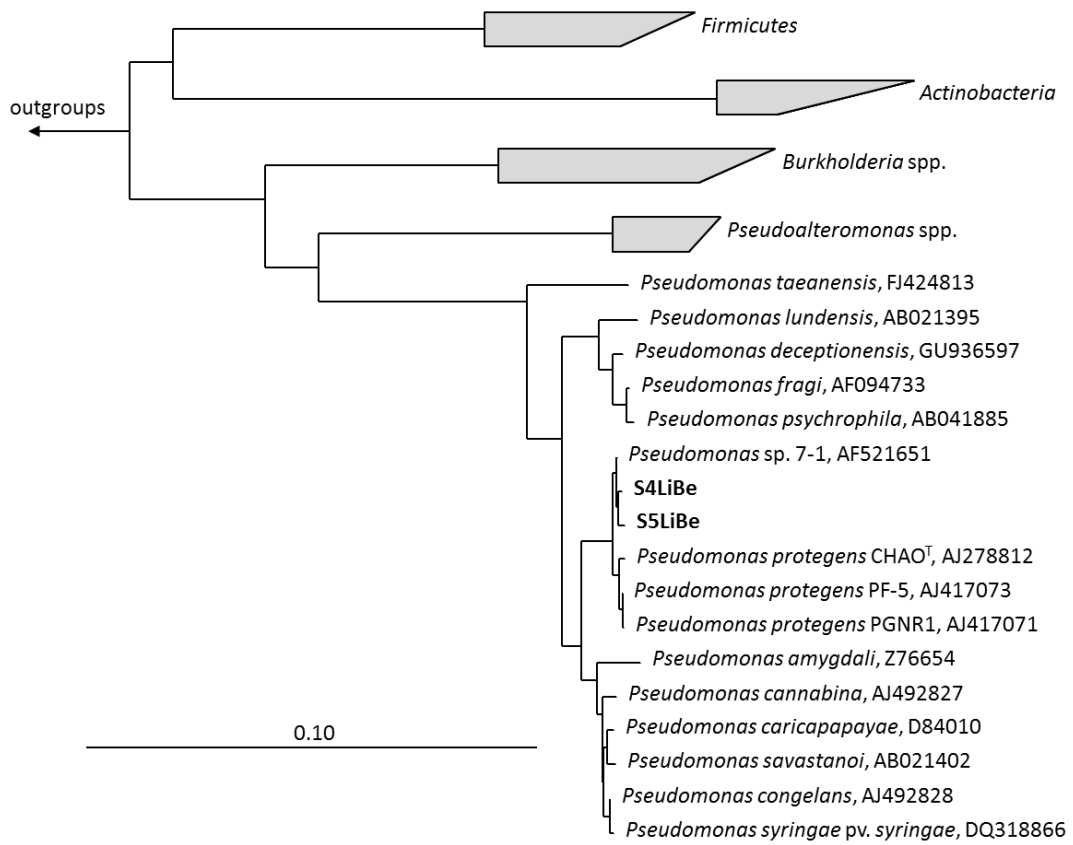 Firmicutes
Actinobacteria
outgroups
Burkholderia spp.
Pseudoalteromonas spp.
Pseudomonas taeanensis, FJ424813
Pseudomonas lundensis, AB021395
Pseudomonas deceptionensis, GU936597
Pseudomonas fragi, AF094733
Pseudomonas psychrophila, AB041885
Pseudomonas sp. 7-1, AF521651
S4LiBe
S5LiBe
Pseudomonas protegens CHAOᵀ, AJ278812
Pseudomonas protegens PF-5, AJ417073
Pseudomonas protegens PGNR1, AJ417071
Pseudomonas amygdali, Z76654
Pseudomonas cannabina, AJ492827
Pseudomonas caricapapayae, D84010
0.10
Pseudomonas savastanoi, AB021402
Pseudomonas congelans, AJ492828
Pseudomonas syringae pv. syringae, DQ318866